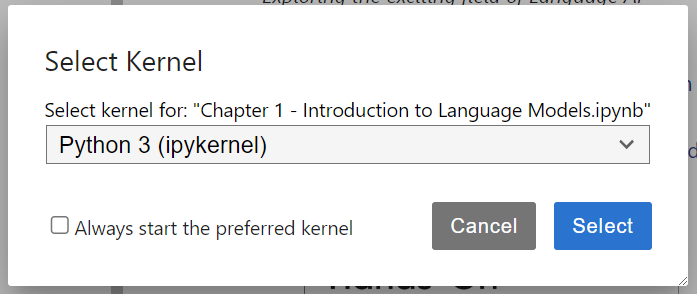 Exploring the exciting field of Language AI
Select Kernel
Select kernel for: "Chapter 1 - Introduction to Language Models.ipynb"
Python 3 (ipykernel)
Always start the preferred kernel
Cancel
Select
Hands-On